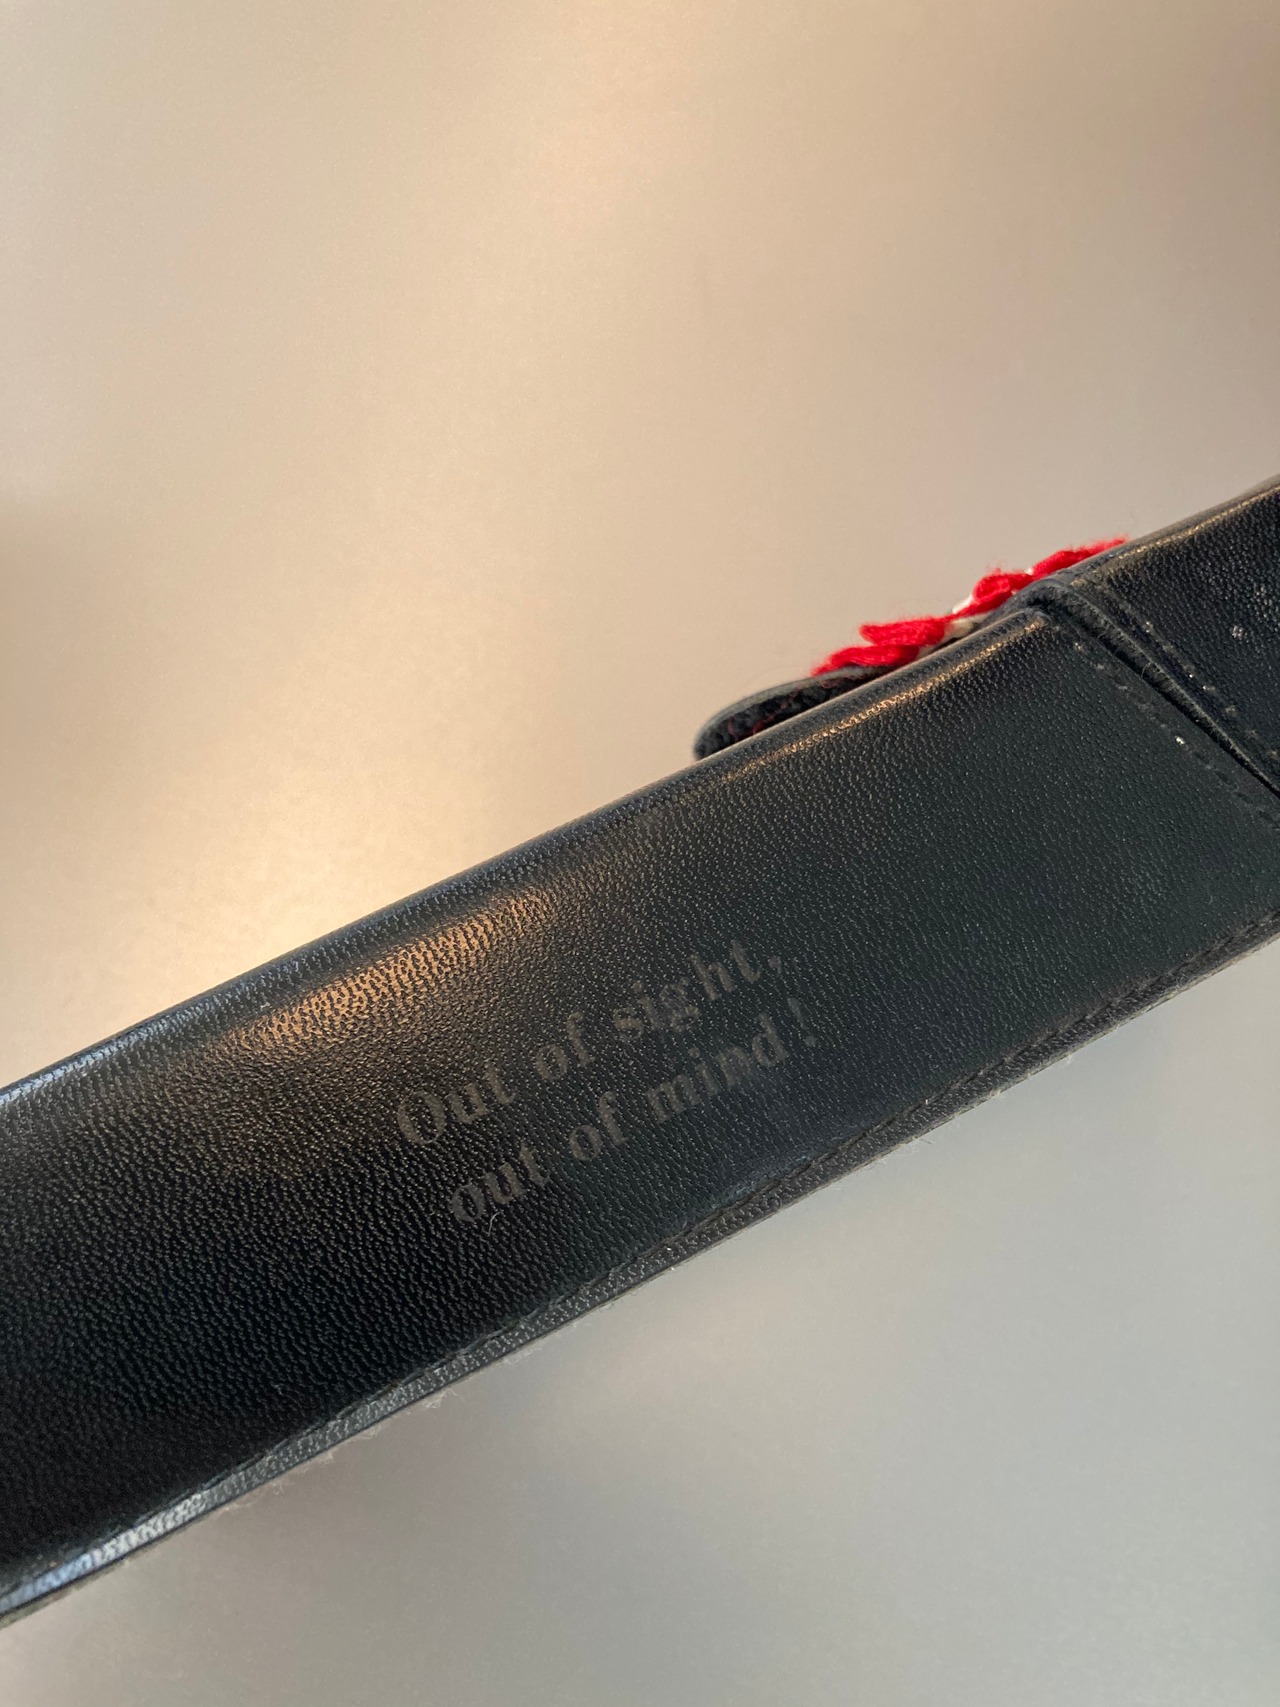 Out of sight,
out of mind!